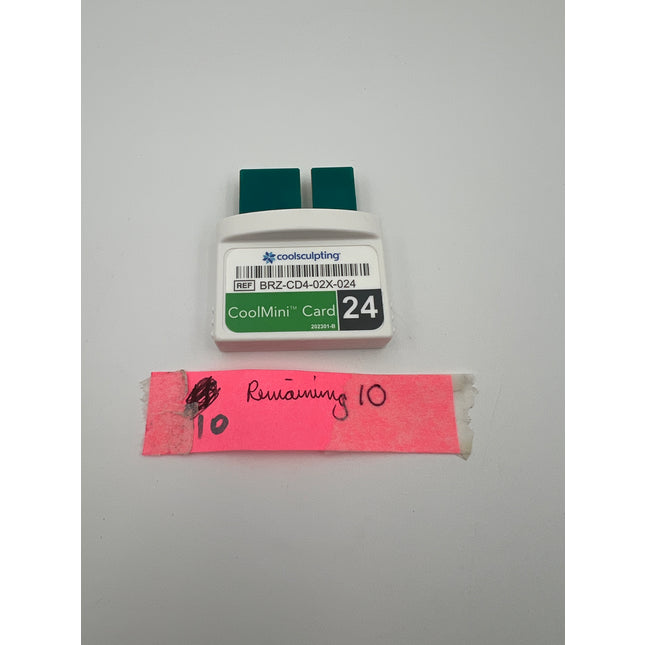 coolsculpting
REF BRZ-CD4-02X-024
CoolMini™ Card 24
202301-B
Remaining 10
10